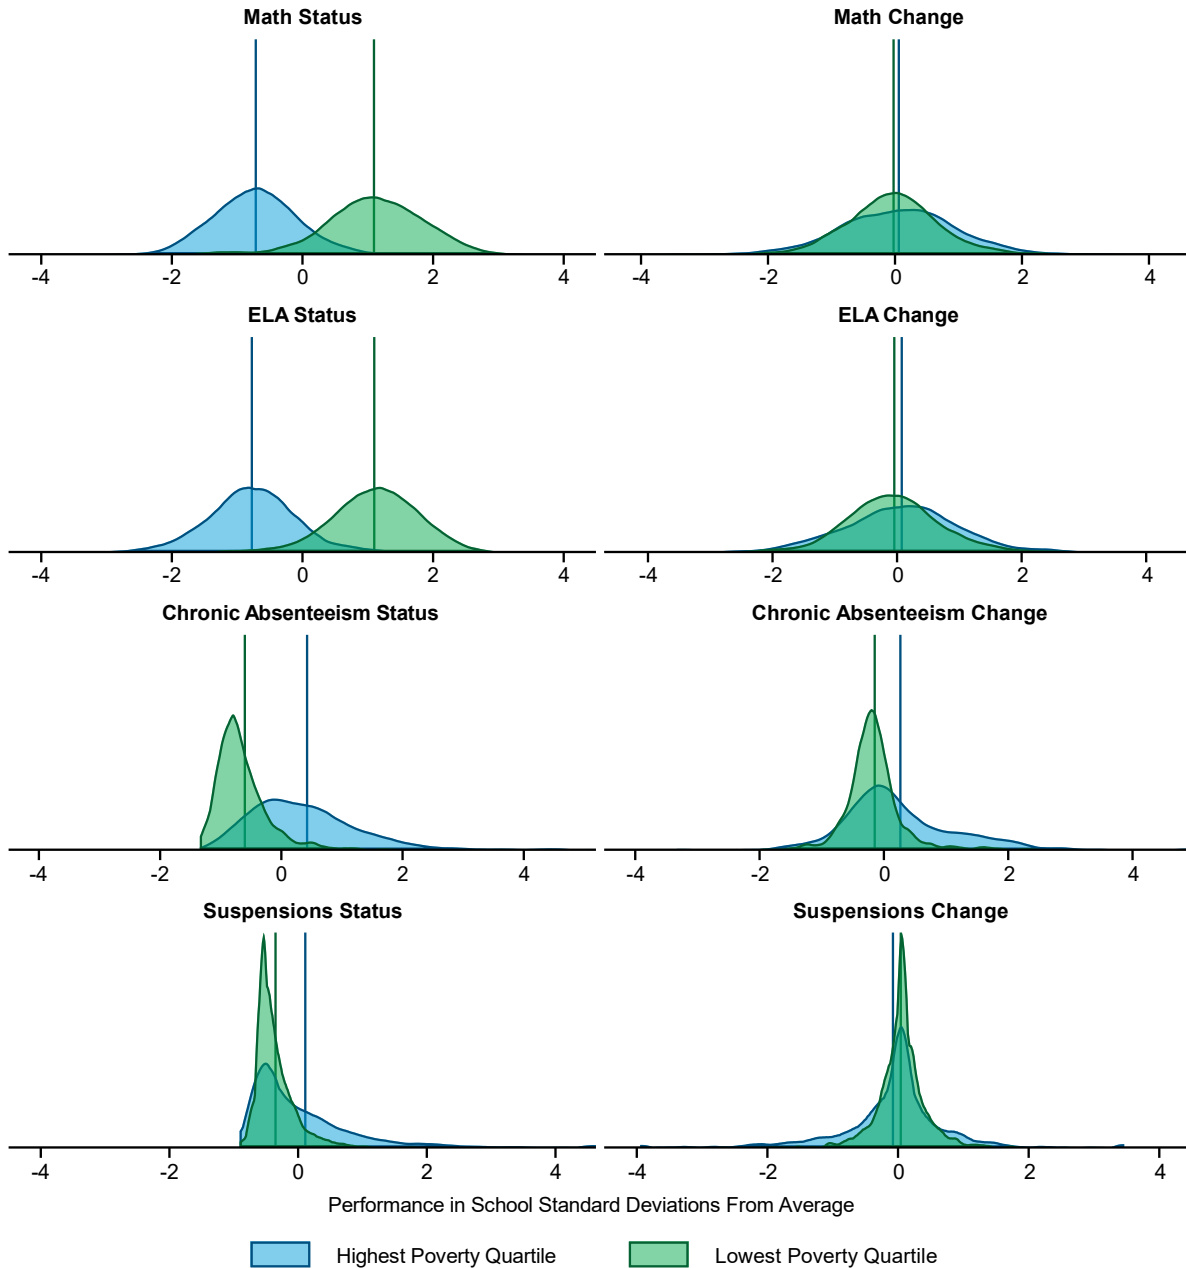 Math Status
Math Change
-4 -2 0 2 4
-4 -2 0 2 4
ELA Status
ELA Change
-4 -2 0 2 4
-4 -2 0 2 4
Chronic Absenteeism Status
Chronic Absenteeism Change
-4 -2 0 2 4
-4 -2 0 2 4
Suspensions Status
Suspensions Change
-4 -2 0 2 4
-4 -2 0 2 4
Performance in School Standard Deviations From Average
Highest Poverty Quartile
Lowest Poverty Quartile